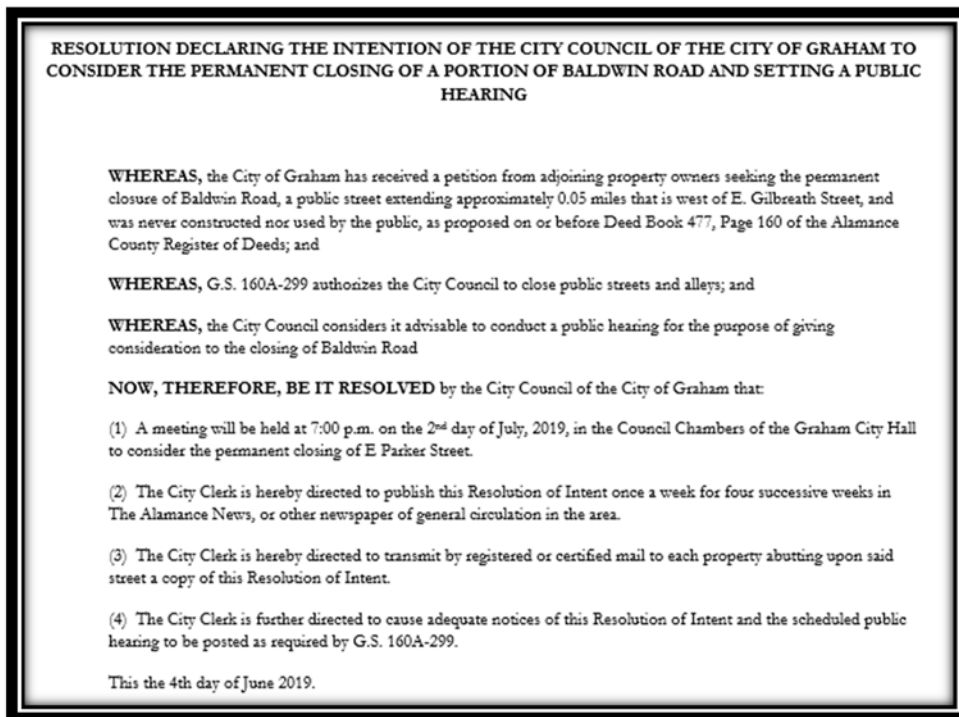 RESOLUTION DECLARING THE INTENTION OF THE CITY COUNCIL OF THE CITY OF GRAHAM TO
CONSIDER THE PERMANENT CLOSING OF A PORTION OF BALDWIN ROAD AND SETTING A PUBLIC
HEARING
WHEREAS, the City of Graham has received a petition from adjoining property owners seeking the permanent
closure of Baldwin Road, a public street extending approximately 0.05 miles that is west of E. Gilbreath Street, and
was never constructed nor used by the public, as proposed on or before Deed Book 477, Page 160 of the Alamance
County Register of Deeds; and
WHEREAS, G.S. 160A-299 authorizes the City Council to close public streets and alleys; and
WHEREAS, the City Council considers it advisable to conduct a public hearing for the purpose of giving
consideration to the closing of Baldwin Road
NOW, THEREFORE, BE IT RESOLVED by the City Council of the City of Graham that:
(1) A meeting will be held at 7:00 p.m. on the 2nd day of July, 2019, in the Council Chambers of the Graham City Hall
to consider the permanent closing of E Parker Street.
(2) The City Clerk is hereby directed to publish this Resolution of Intent once a week for four successive weeks in
The Alamance News, or other newspaper of general circulation in the area.
(3) The City Clerk is hereby directed to transmit by registered or certified mail to each property abutting upon said
street a copy of this Resolution of Intent.
(4) The City Clerk is further directed to cause adequate notices of this Resolution of Intent and the scheduled public
hearing to be posted as required by G.S. 160A-299.
This the 4th day of June 2019.